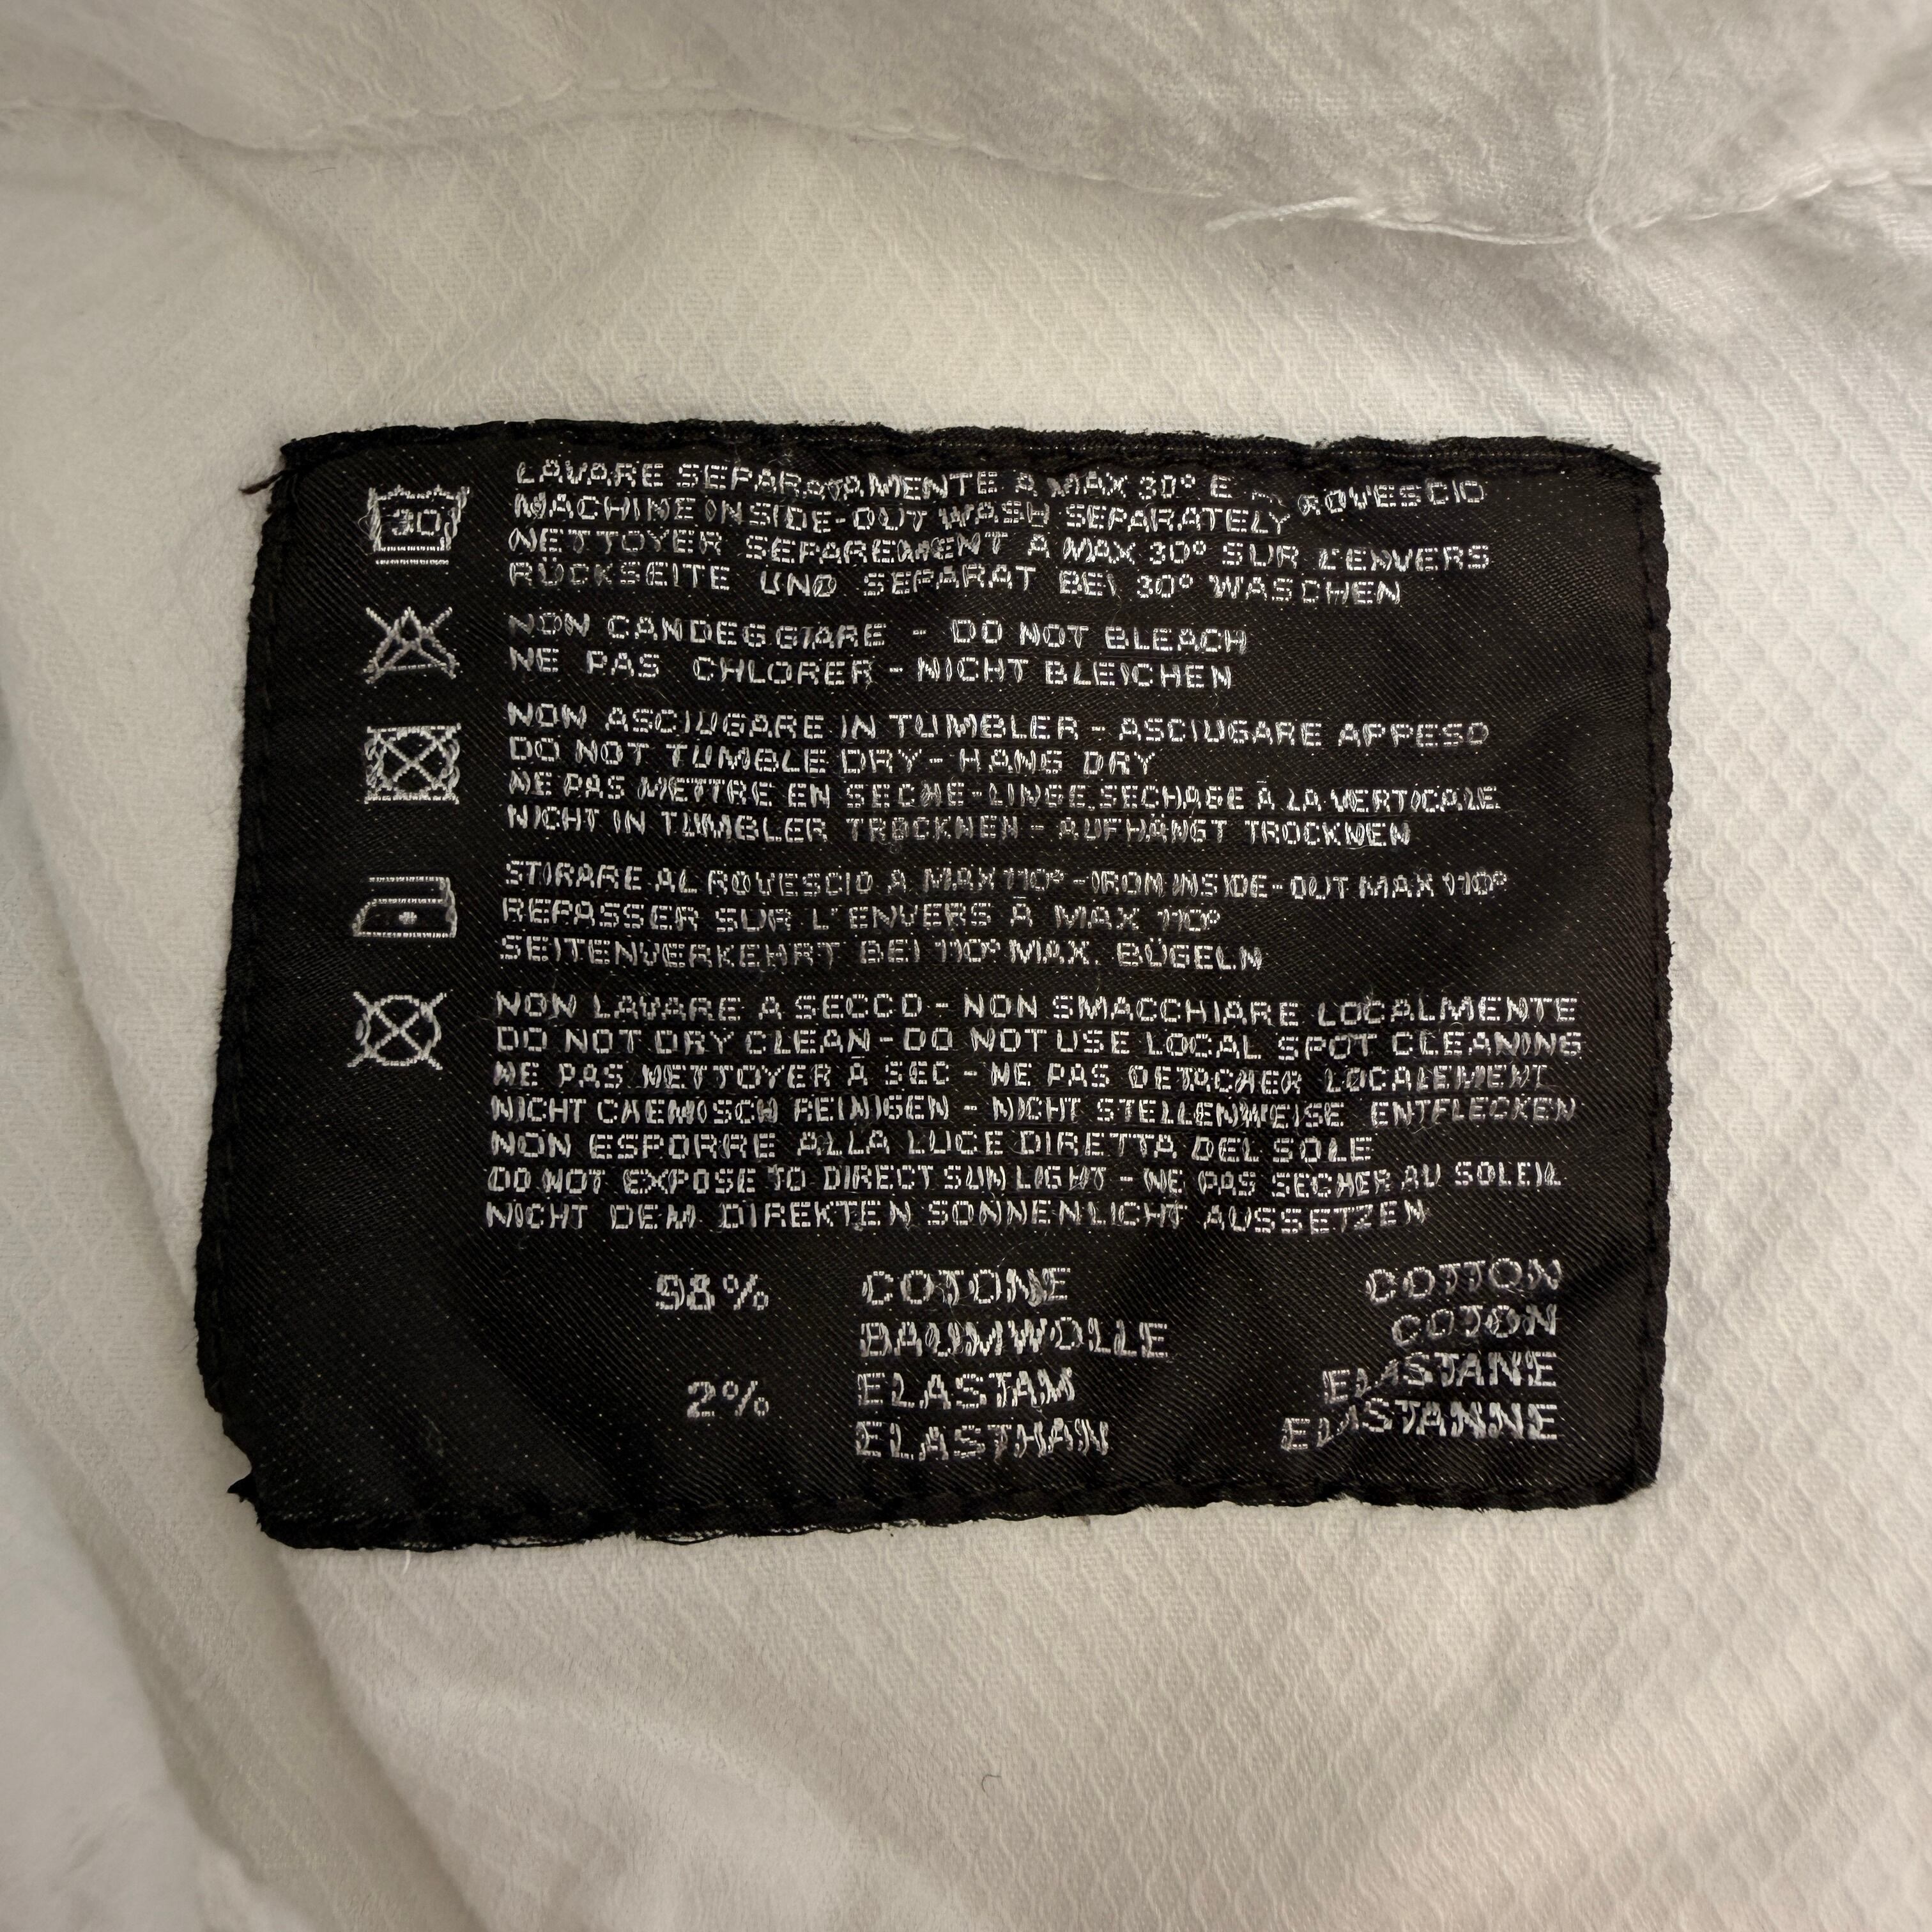 30
LAVARE SEPARATAMENTE A MAX 30° E AL ROVESCIO
MACHINE INSIDE-OUT WASH SEPARATELY
NETTOYER SEPAREMENT A MAX 30° SUR L'ENVERS
RÜCKSEITE UND SEPARAT BEI 30° WASCHEN
NON CANDEGGIARE - DO NOT BLEACH
NE PAS CHLORER - NICHT BLEICHEN
NON ASCIUGARE IN TUMBLER - ASCIUGARE APPESO
DO NOT TUMBLE DRY - HANG DRY
NE PAS METTRE EN SECHE-LINGE, SECHAGE À LA VERTICALE
NICHT IN TUMBLER TROCKNEN - AUFHÄNGT TROCKNEN
STIRARE AL ROVESCIO A MAX 110° - IRON INSIDE-OUT MAX 110°
REPASSER SUR L'ENVERS À MAX 110°
SEITENVERKEHRT BEI 110° MAX. BÜGELN
NON LAVARE A SECCO - NON SMACCHIARE LOCALMENTE
DO NOT DRY CLEAN - DO NOT USE LOCAL SPOT CLEANING
NE PAS NETTOYER À SEC - NE PAS DETACHER LOCALEMENT
NICHT CHEMISCH REINIGEN - NICHT STELLENWEISE ENTFLECKEN
NON ESPORRE ALLA LUCE DIRETTA DEL SOLE
DO NOT EXPOSE TO DIRECT SUNLIGHT - NE PAS SECHER AU SOLEIL
NICHT DEM DIREKTEN SONNENLICHT AUSSETZEN
98% COTONE COTTON
BAUMWOLLE COTON
2% ELASTAM ELASTANE
ELASTHAN ELASTANNE